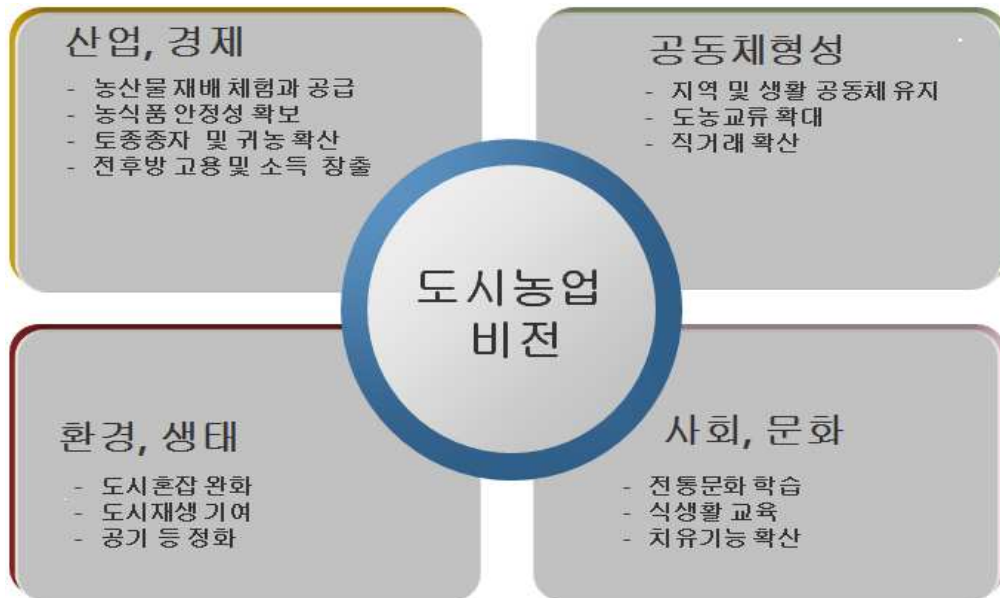 산업, 경제
- 농산물 재배 체험과 공급
- 농식품 안정성 확보
- 토종종자 및 귀농 확산
- 전후방 고용 및 소득 창출
공동체형성
- 지역 및 생활 공동체 유지
- 도농교류 확대
- 직거래 확산
도시농업
비전
환경, 생태
- 도시혼잡 완화
- 도시재생 기여
- 공기 등 정화
사회, 문화
- 전통문화 학습
- 식생활 교육
- 치유기능 확산